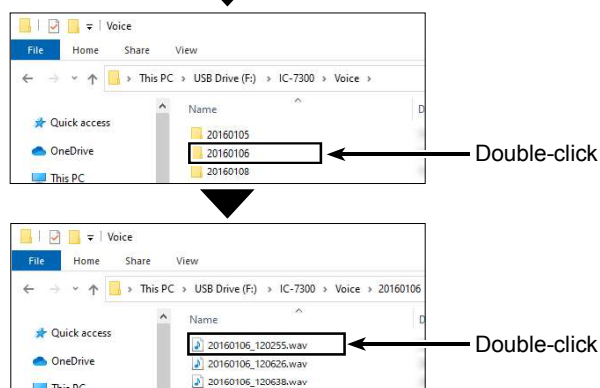 Voice
File Home Share View
This PC > USB Drive (F:) > IC-7300 > Voice >
Name D
Quick access
20160105
OneDrive
20160106
Double-click
20160108
This PC
Voice
File Home Share View
This PC > USB Drive (F:) > IC-7300 > Voice > 20160106
Name D
Quick access
20160106_120255.wav
Double-click
OneDrive
20160106_120626.wav
This PC
20160106_120638.wav